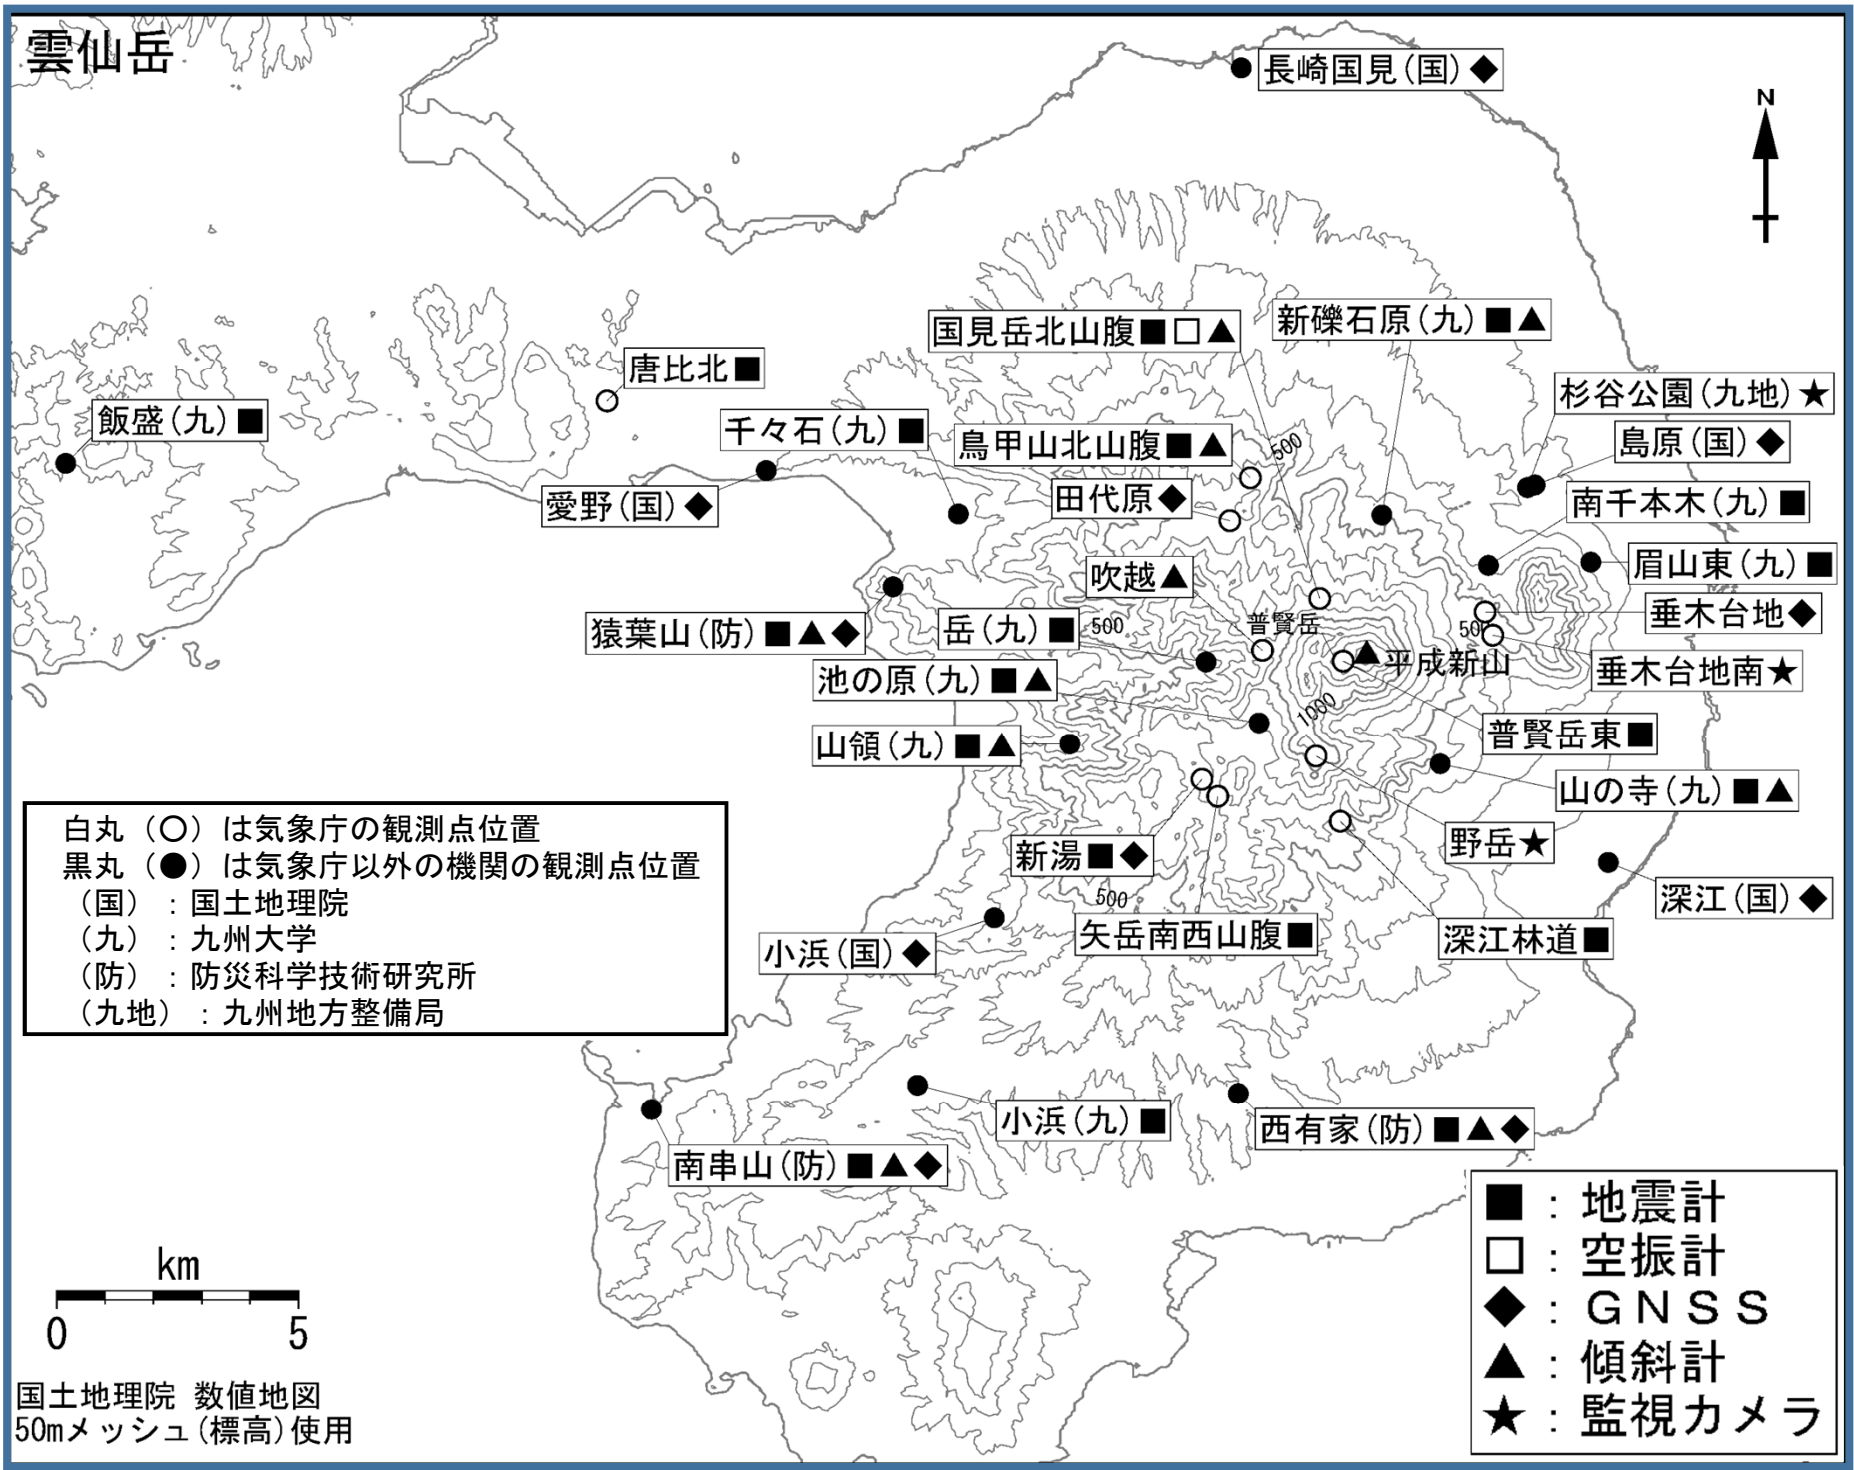 雲仙岳
長崎国見(国)◆
N
国見岳北山腹■□▲
新礫石原(九)■▲
唐比北■
杉谷公園(九地)★
飯盛(九)■
千々石(九)■
鳥甲山北山腹■▲
500
島原(国)◆
愛野(国)◆
田代原◆
南千本木(九)■
吹越▲
眉山東(九)■
猿葉山(防)■▲◆
岳(九)■
500
普賢岳
500
垂木台地◆
平成新山
垂木台地南★
池の原(九)■▲
1000
山領(九)■▲
普賢岳東■
山の寺(九)■▲
新湯■◆
野岳★
500
深江(国)◆
小浜(国)◆
矢岳南西山腹■
深江林道■
白丸(○)は気象庁の観測点位置
黒丸(●)は気象庁以外の機関の観測点位置
(国):国土地理院
(九):九州大学
(防):防災科学技術研究所
(九地):九州地方整備局
小浜(九)■
西有家(防)■▲◆
南串山(防)■▲◆
■:地震計
□:空振計
◆:GNSS
▲:傾斜計
★:監視カメラ
km
0 5
国土地理院 数値地図
50mメッシュ(標高)使用